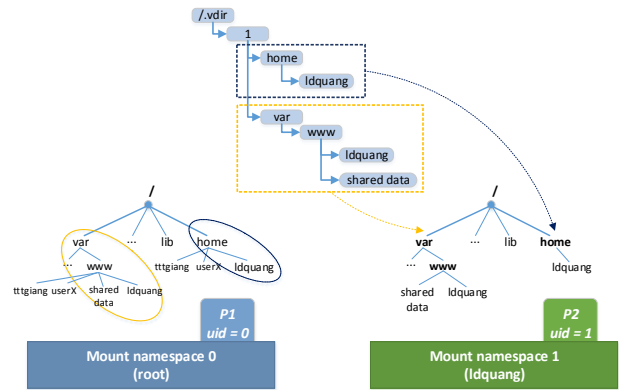 /.vdir
1
home
ldquang
var
www
ldquang
shared data
/
var
...
lib
home
...
www
tttgiang
userX
ldquang
tttgiang
userX
shared
data
ldquang
P1
uid = 0
Mount namespace 0
(root)
/
var
...
lib
home
...
www
ldquang
shared
data
ldquang
P2
uid = 1
Mount namespace 1
(ldquang)